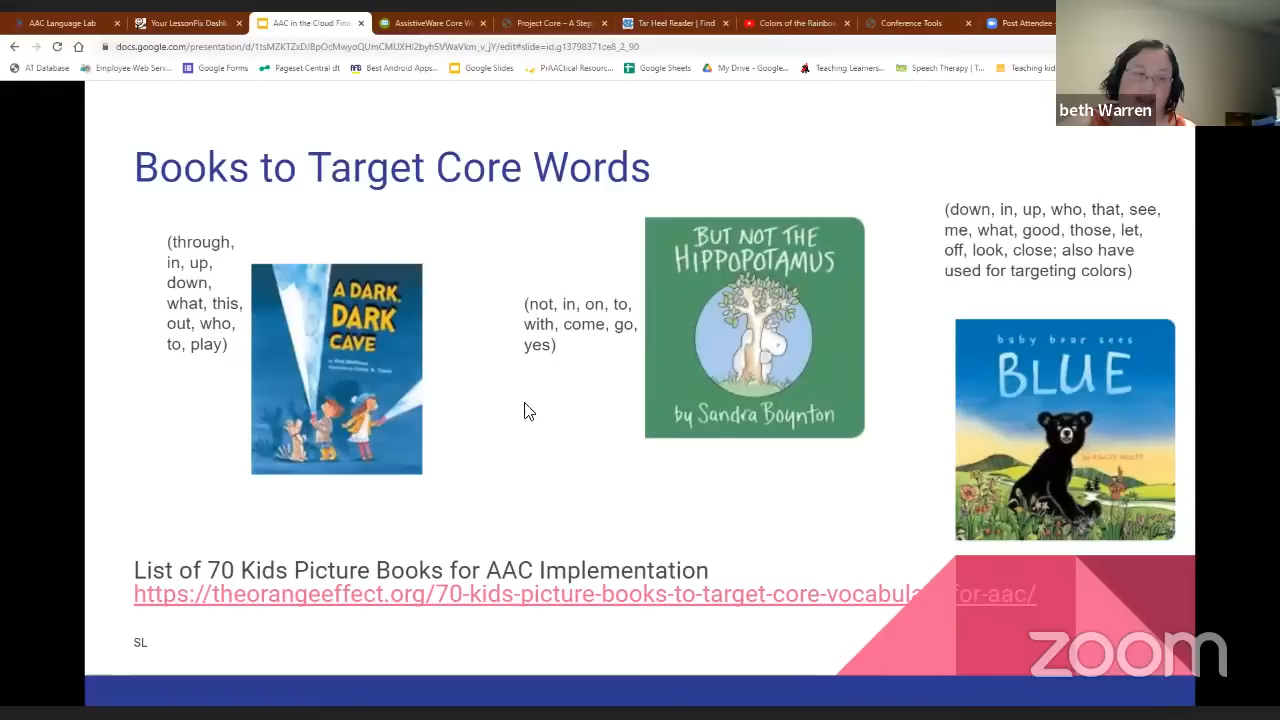 AAC Language Lab
Your LessonPix Dashb
AAC in the Cloud Fina
AssistiveWare Core W
Project Core – A Step
Tar Heel Reader | Find
Colors of the Rainbow
Conference Tools
Post Attendee -
docs.google.com/presentation/d/1tsMZKTZxDJBpOcMwyoQUmCMUXHI2byh5VWaVkm_v_jY/edit#slide=id.g13798371ce8_2_90
AT Database
Employee Web Serv...
Google Forms
Pageset Central dt
Best Android Apps...
Google Slides
PrAACtical Resourc...
Google Sheets
My Drive - Google...
Teaching Learners...
Speech Therapy | T...
Teaching kid
beth Warren
Books to Target Core Words
(through,
in, up,
down,
what, this,
out, who,
to, play)
A DARK,
DARK
CAVE
(not, in, on, to,
with, come, go,
yes)
BUT NOT THE
HIPPOPOTAMUS
by Sandra Boynton
(down, in, up, who, that, see,
me, what, good, those, let,
off, look, close; also have
used for targeting colors)
baby bear sees
BLUE
by ASHLEY WOLFF
List of 70 Kids Picture Books for AAC Implementation
https://theorangeeffect.org/70-kids-picture-books-to-target-core-vocabulary-for-aac/
SL
zoom